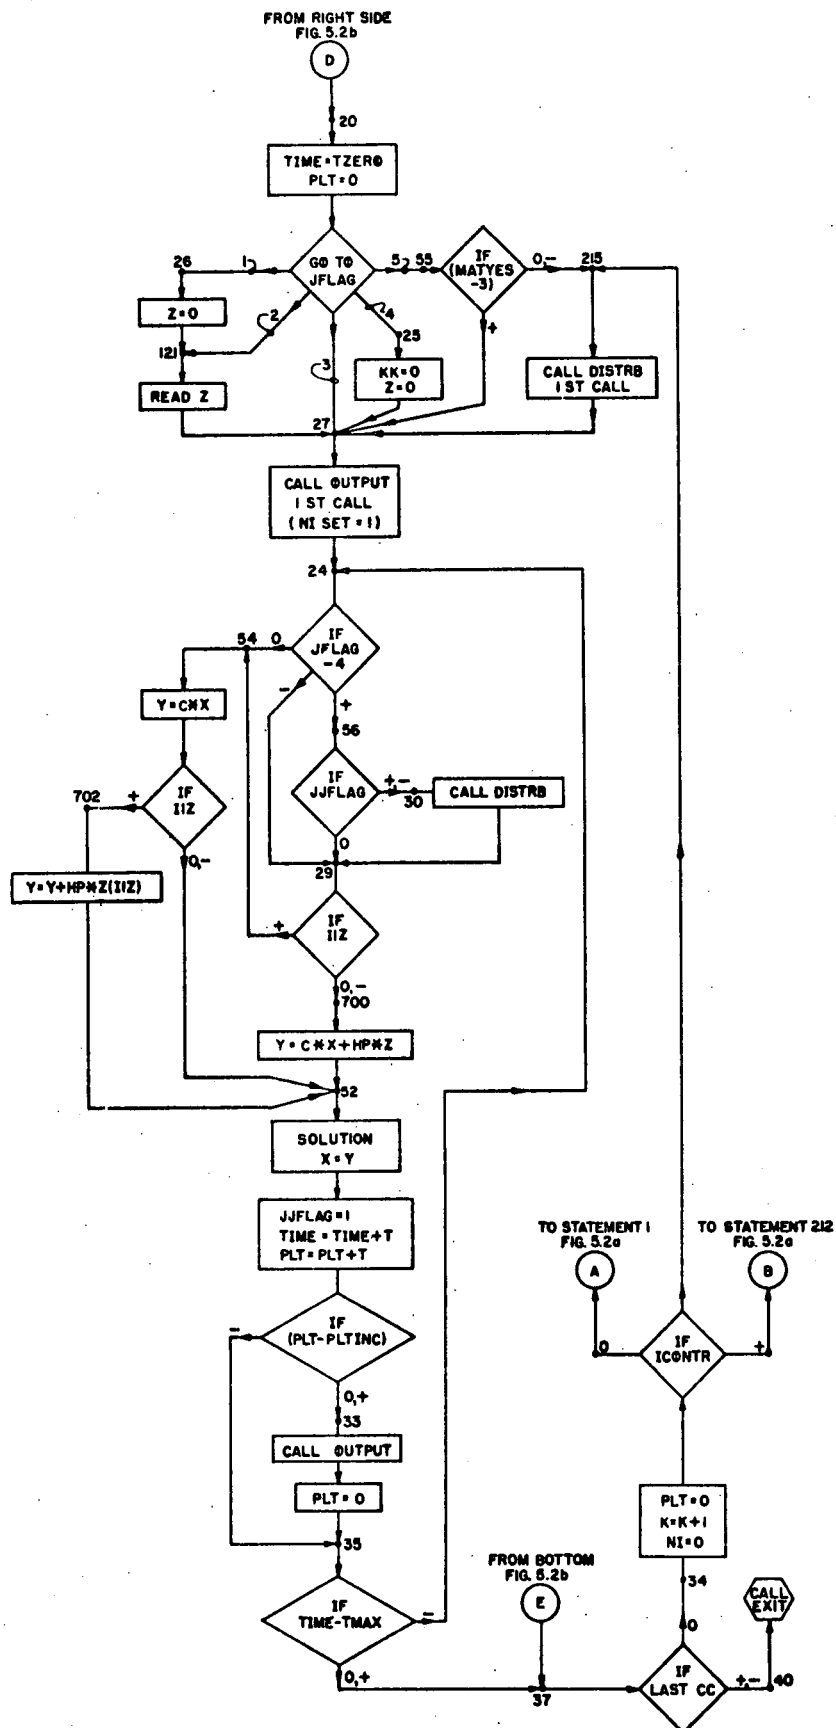 FROM RIGHT SIDE
FIG. 5.2b
D
20
TIME=TZERO
PLT=0
26
1
GO TO
JFLAG
5
55
IF
(MATYES
-3)
0,-
215
Z=0
2
4
+
121
25
3
READ Z
KK=0
Z=0
CALL DISTRB
1 ST CALL
27
CALL OUTPUT
1 ST CALL
(NI SET = 1)
24
54
0
IF
JFLAG
-4
-
+
Y=C*X
56
702
+
IF
IIZ
IF
JJFLAG
+,-
30
CALL DISTRB
0,-
0
29
Y=Y+HP*Z(IIZ)
+
IF
IIZ
0,-
700
Y=C*X+HP*Z
52
SOLUTION
X=Y
JJFLAG=1
TIME=TIME+T
PLT=PLT+T
TO STATEMENT 1
FIG. 5.2a
TO STATEMENT 212
FIG. 5.2a
A
B
-
IF
(PLT-PLTINC)
0
IF
ICONTR
+
0,+
33
CALL OUTPUT
PLT=0
PLT=0
K=K+1
NI=0
35
FROM BOTTOM
FIG. 5.2b
34
E
CALL
EXIT
IF
TIME-TMAX
-
0
0,+
37
IF
LAST CC
+,-
40